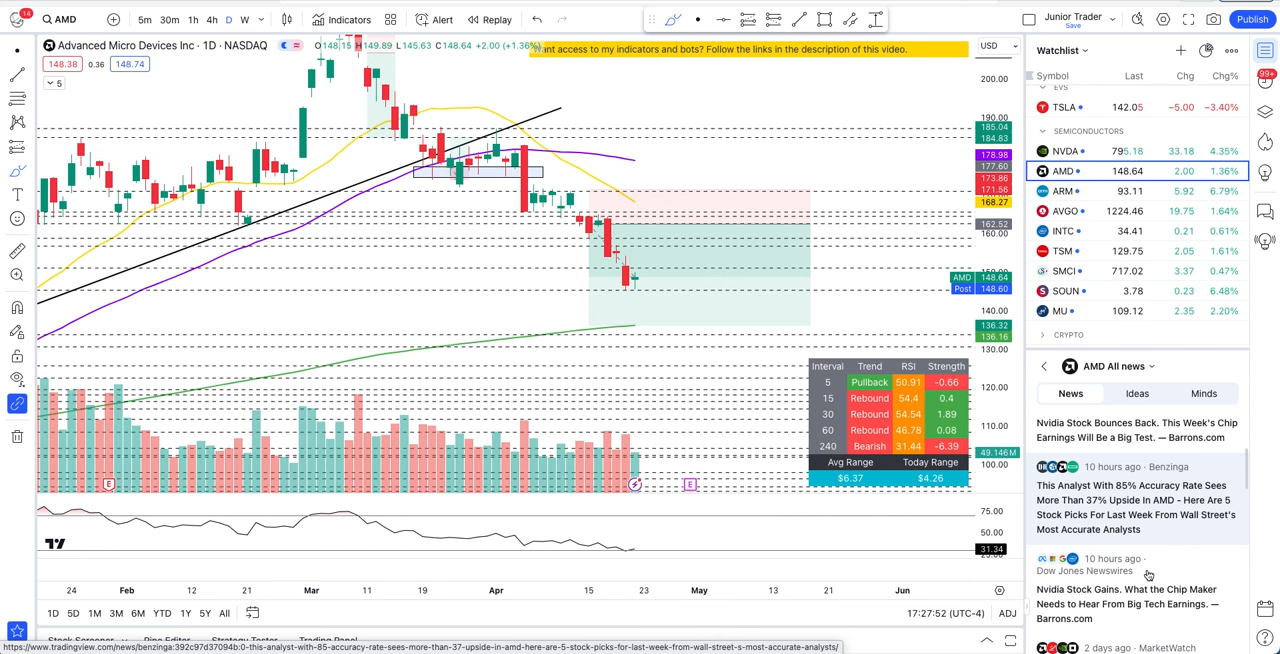 14
AMD
5m 30m 1h 4h D W
Indicators
Alert
Replay
Junior Trader
Save
Publish
Advanced Micro Devices Inc · 1D · NASDAQ
O148.15 H149.89 L145.63 C148.64 +2.00 (+1.36%)
ant access to my indicators and bots? Follow the links in the description of this video.
USD
148.38 0.36 148.74
5
200.00
190.00
185.04
184.83
178.98
177.60
173.86
171.56
168.27
162.52
160.00
AMD 148.64
Post 148.60
140.00
136.32
136.16
130.00
120.00
110.00
49.146M
100.00
75.00
50.00
31.34
Interval Trend RSI Strength
5 Pullback 50.91 -0.66
15 Rebound 54.4 0.4
30 Rebound 54.54 1.89
60 Rebound 46.78 0.08
240 Bearish 31.44 -6.39
Avg Range Today Range
$6.37 $4.26
E
E
24 Feb 12 21 Mar 11 19 Apr 15 23 May 13 21 Jun
1D 5D 1M 3M 6M YTD 1Y 5Y All
17:27:52 (UTC-4) ADJ
Stock Screener Pine Editor Strategy Tester Trading Panel
https://www.tradingview.com/news/benzinga:392c97d37094b:0-this-analyst-with-85-accuracy-rate-sees-more-than-37-upside-in-amd-here-are-5-stock-picks-for-last-week-from-wall-street-s-most-accurate-analysts/
Watchlist
Symbol Last Chg Chg%
EVS
TSLA 142.05 −5.00 −3.40%
SEMICONDUCTORS
NVDA 795.18 33.18 4.35%
AMD 148.64 2.00 1.36%
ARM 93.11 5.92 6.79%
AVGO 1224.46 19.75 1.64%
INTC 34.41 0.21 0.61%
TSM 129.75 2.05 1.61%
SMCI 717.02 3.37 0.47%
SOUN 3.78 0.23 6.48%
MU 109.12 2.35 2.20%
CRYPTO
AMD All news
News Ideas Minds
Nvidia Stock Bounces Back. This Week's Chip
Earnings Will Be a Big Test. — Barrons.com
10 hours ago · Benzinga
This Analyst With 85% Accuracy Rate Sees
More Than 37% Upside In AMD - Here Are 5
Stock Picks For Last Week From Wall Street's
Most Accurate Analysts
10 hours ago ·
Dow Jones Newswires
Nvidia Stock Gains. What the Chip Maker
Needs to Hear From Big Tech Earnings. —
Barrons.com
2 days ago · MarketWatch
99+